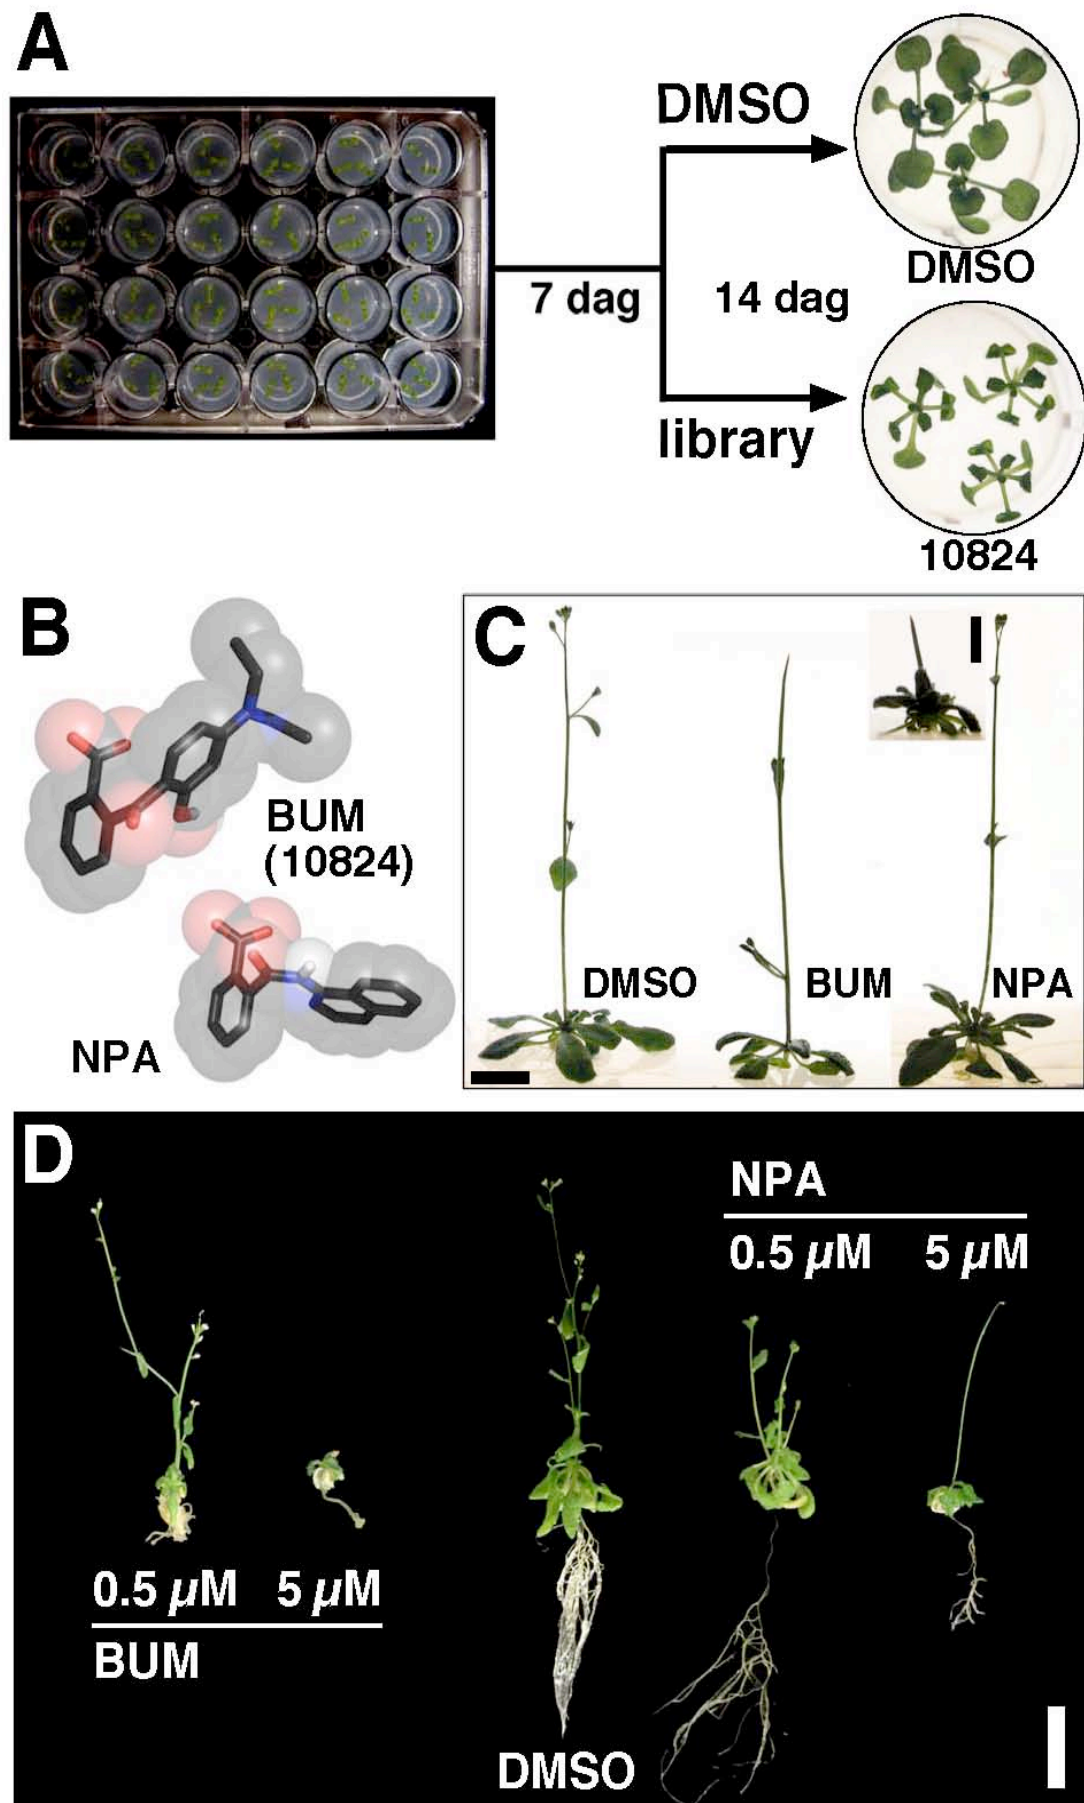 A
DMSO
DMSO
7 dag
14 dag
library
10824
B
BUM
(10824)
NPA
C
I
DMSO
BUM
NPA
D
NPA
0.5 µM
5 µM
0.5 µM
5 µM
BUM
DMSO